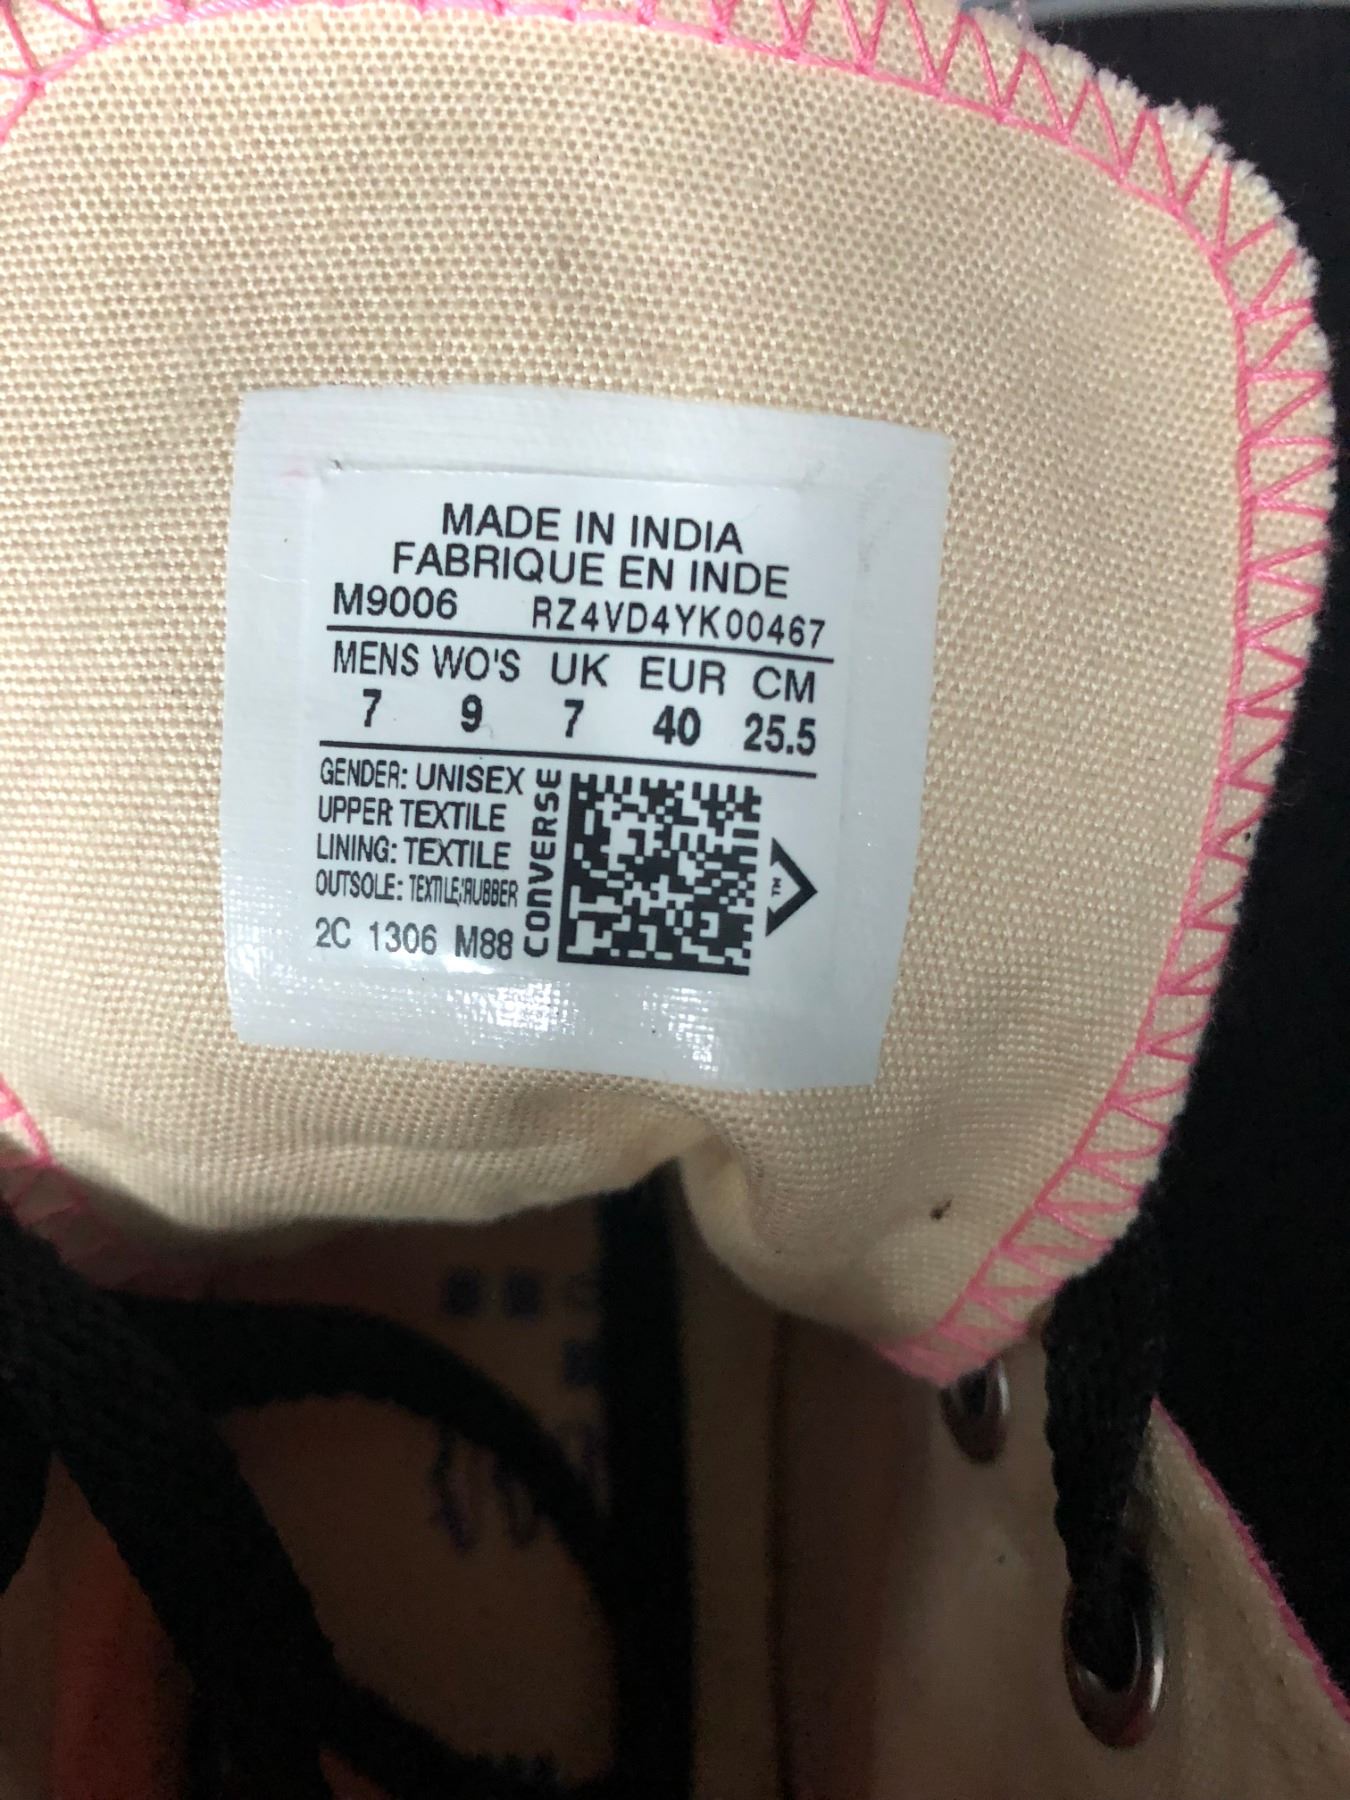 MADE IN INDIA
FABRIQUE EN INDE
M9006 RZ4VD4YK00467
MENS WO'S UK EUR CM
7 9 7 40 25.5
GENDER: UNISEX
UPPER TEXTILE
LINING: TEXTILE
OUTSOLE: TEXTILE/RUBBER
2C 1306 M88
CONVERSE
TM